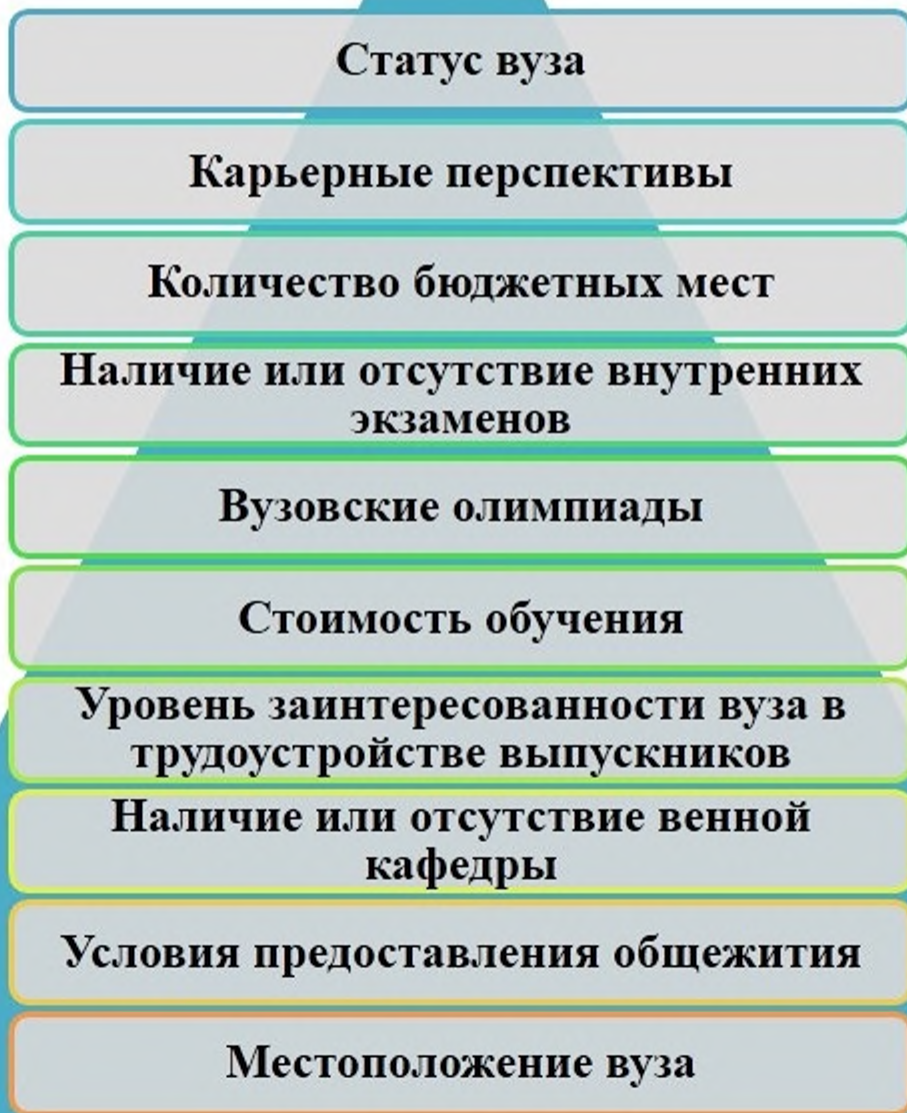 Статус вуза
Карьерные перспективы
Количество бюджетных мест
Наличие или отсутствие внутренних
экзаменов
Вузовские олимпиады
Стоимость обучения
Уровень заинтересованности вуза в
трудоустройстве выпускников
Наличие или отсутствие венной
кафедры
Условия предоставления общежития
Местоположение вуза